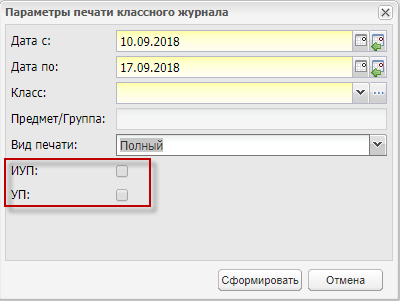 Параметры печати классного журнала
Дата с: 10.09.2018
Дата по: 17.09.2018
Класс:
Предмет/Группа:
Вид печати: Полный
ИУП:
УП:
Сформировать Отмена